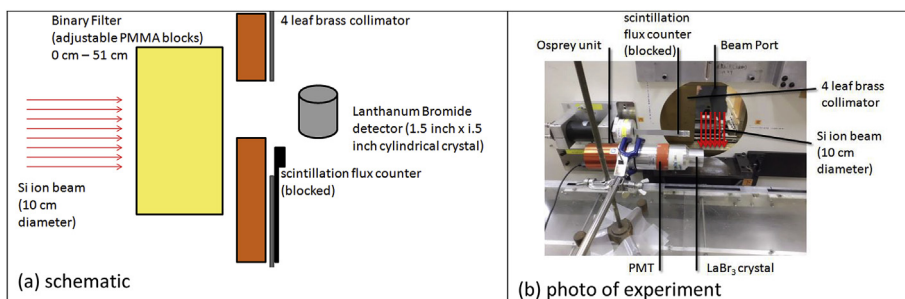 Binary Filter
(adjustable PMMA blocks)
0 cm – 51 cm
4 leaf brass collimator
Lanthanum Bromide
detector (1.5 inch x i.5
inch cylindrical crystal)
scintillation flux counter
(blocked)
Si ion beam
(10 cm
diameter)
(a) schematic
scintillation
flux counter
(blocked)
Osprey unit
Beam Port
4 leaf brass
collimator
Si ion beam
(10 cm
diameter)
PMT
LaBr3 crystal
(b) photo of experiment